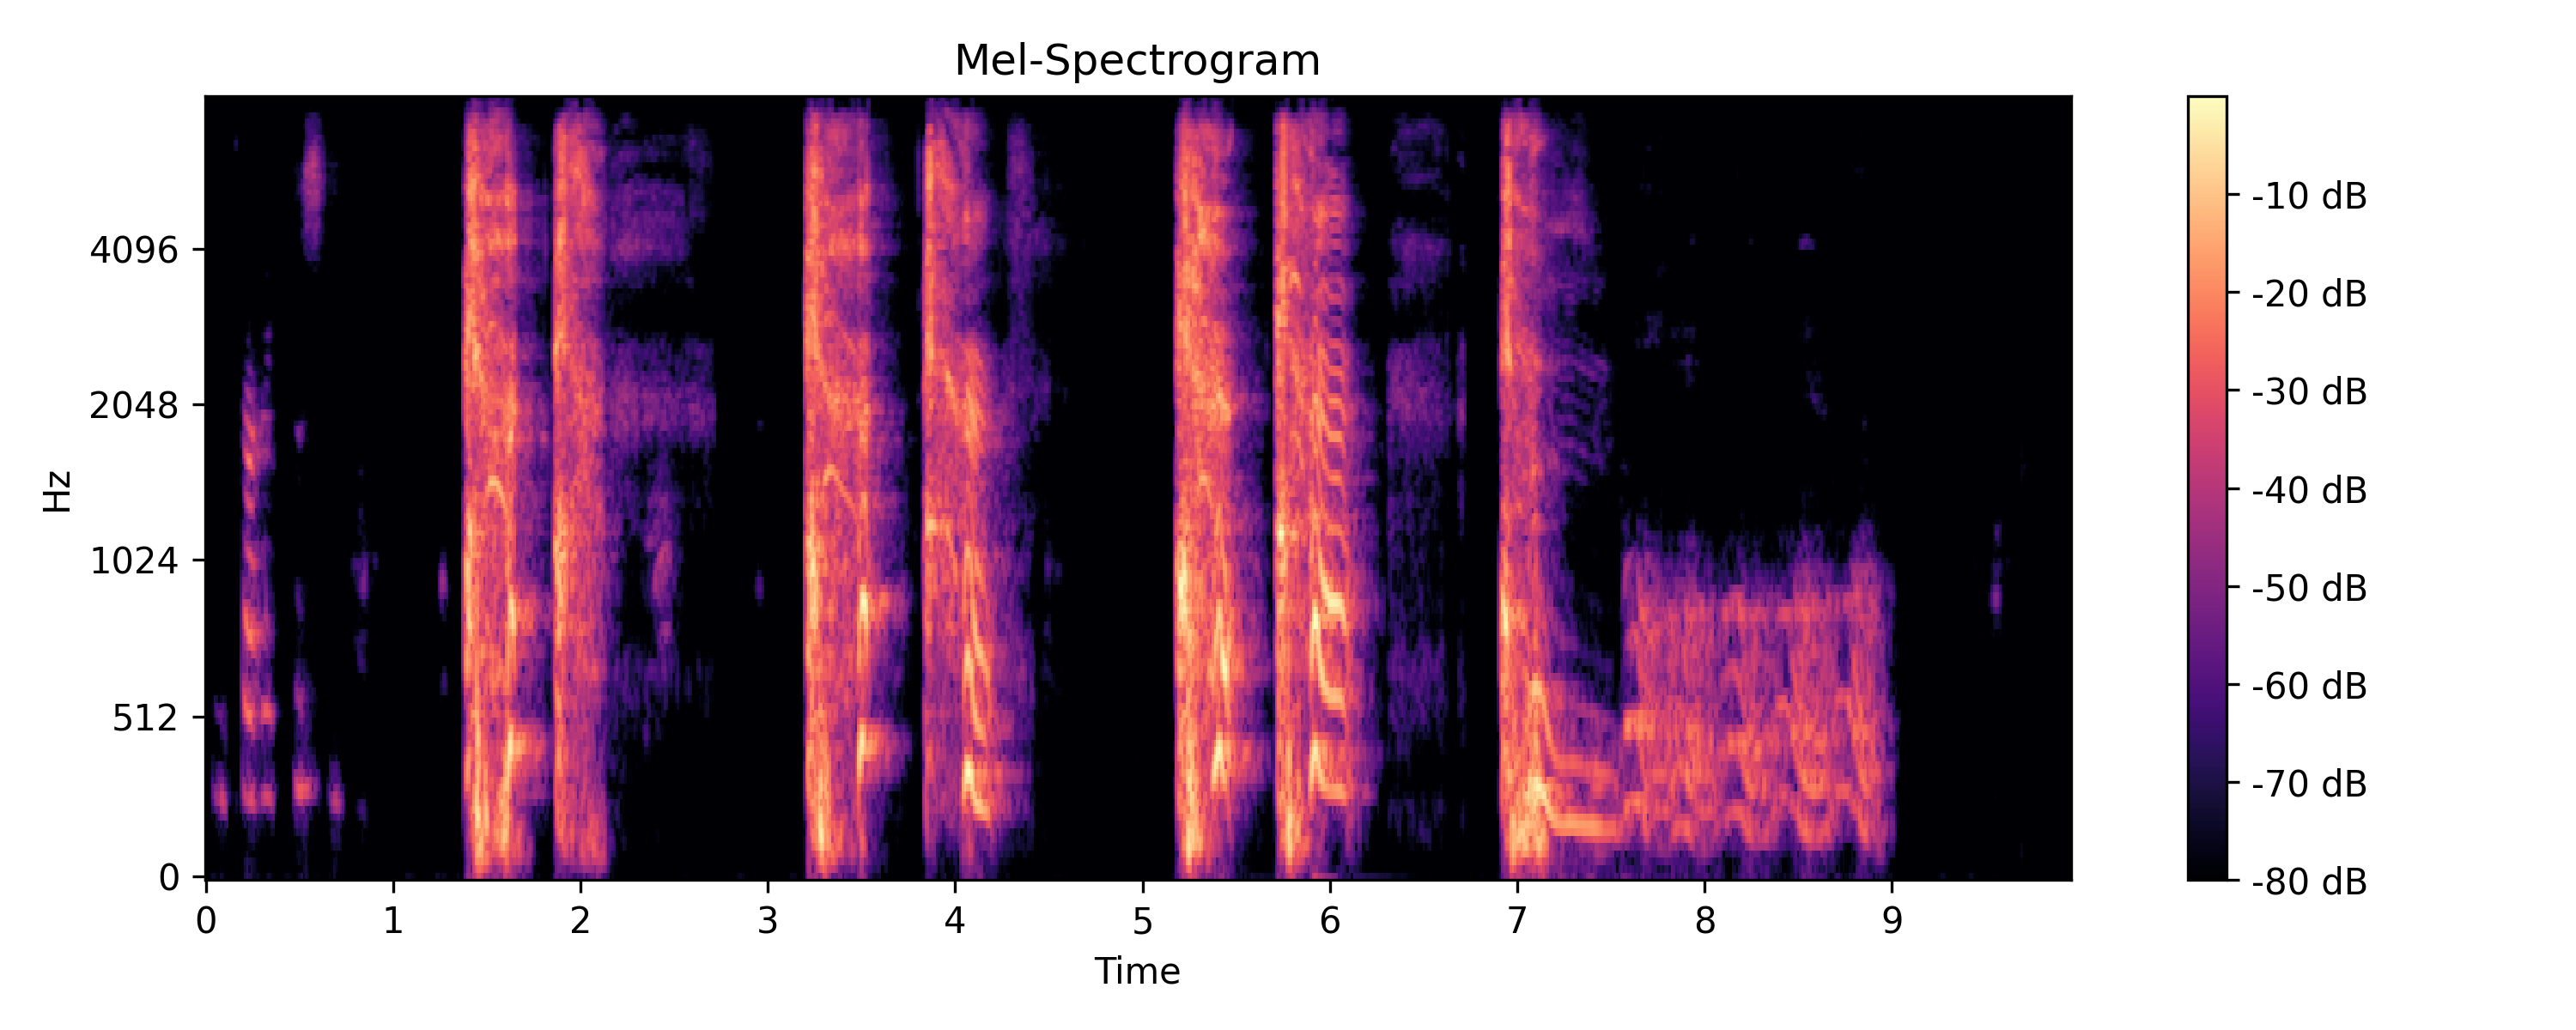 Mel-Spectrogram
Hz
4096
2048
1024
512
0
0 1 2 3 4 5 6 7 8 9
Time
-10 dB
-20 dB
-30 dB
-40 dB
-50 dB
-60 dB
-70 dB
-80 dB